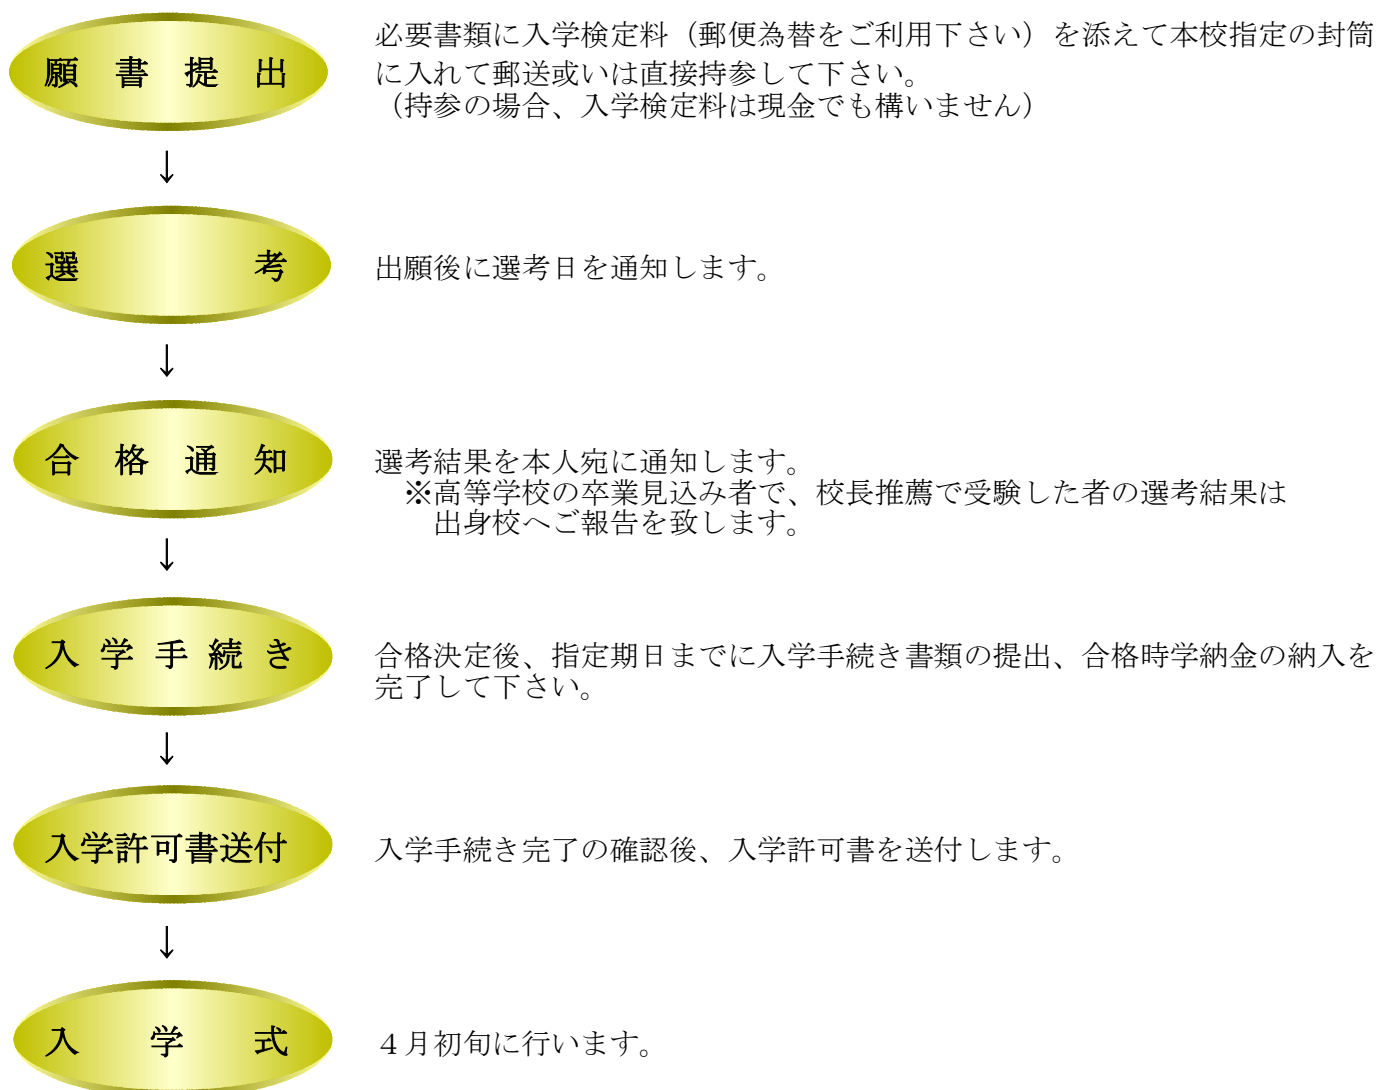 願書提出
必要書類に入学検定料（郵便為替をご利用下さい）を添えて本校指定の封筒
に入れて郵送或いは直接持参して下さい。
（持参の場合、入学検定料は現金でも構いません）
↓
選考
出願後に選考日を通知します。
↓
合格通知
選考結果を本人宛に通知します。
※高等学校の卒業見込み者で、校長推薦で受験した者の選考結果は
出身校へご報告を致します。
↓
入学手続き
合格決定後、指定期日までに入学手続き書類の提出、合格時学納金の納入を
完了して下さい。
↓
入学許可書送付
入学手続き完了の確認後、入学許可書を送付します。
↓
入学式
４月初旬に行います。